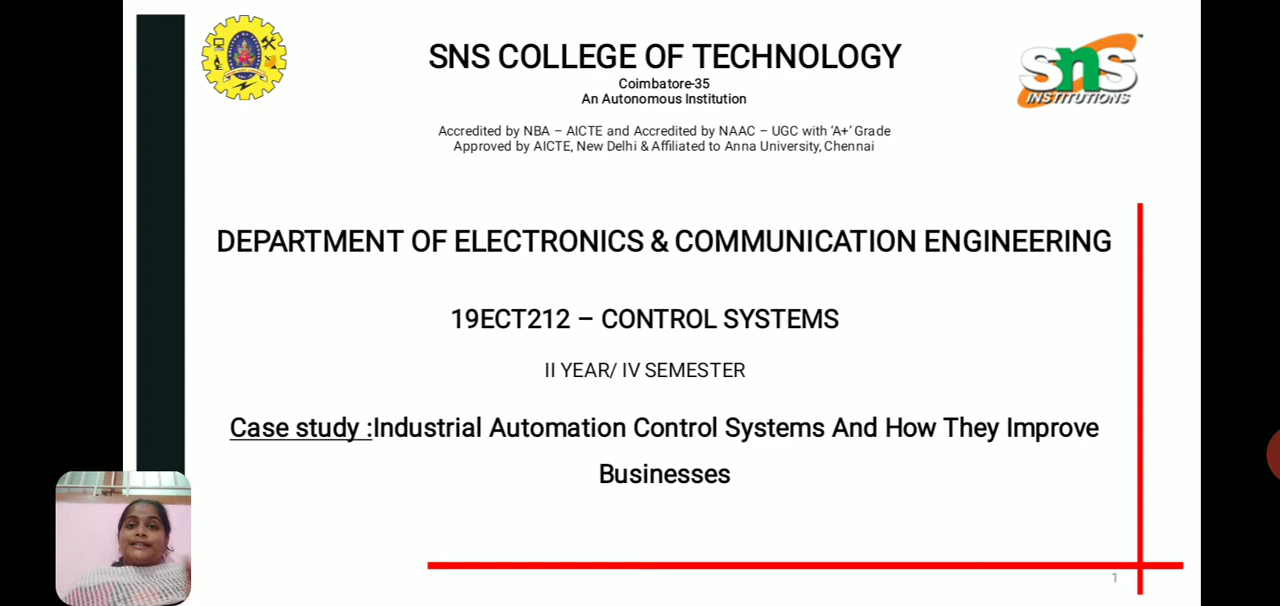 SNS COLLEGE OF TECHNOLOGY
Coimbatore-35
An Autonomous Institution
Accredited by NBA – AICTE and Accredited by NAAC – UGC with ‘A+’ Grade
Approved by AICTE, New Delhi & Affiliated to Anna University, Chennai
sns
INSTITUTIONS
TM
DEPARTMENT OF ELECTRONICS & COMMUNICATION ENGINEERING
19ECT212 – CONTROL SYSTEMS
II YEAR/ IV SEMESTER
Case study :Industrial Automation Control Systems And How They Improve
Businesses
1